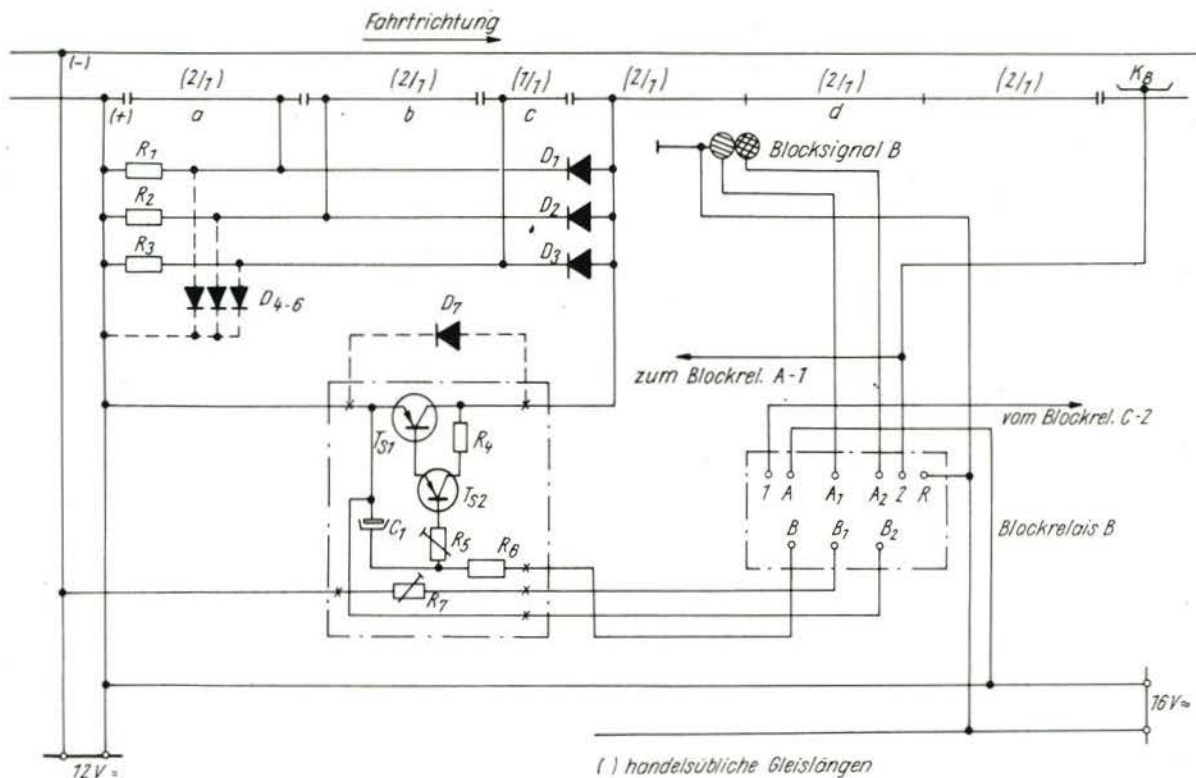 Fahrtrichtung
(-)
(2/1) (2/1) (1/1) (2/1) (2/1) (2/1) KB
(+) a b c d
R1 D1 Blocksignal B
R2 D2
R3 D3
D4-6
D7
zum Blockrel. A-1
vom Blockrel. C-2
TS1 R4
TS2
1 A A1 A2 2 R
C1 R5 R6 B B1 B2 Blockrelais B
R7
16V≈
12V=
( ) handelsübliche Gleislängen